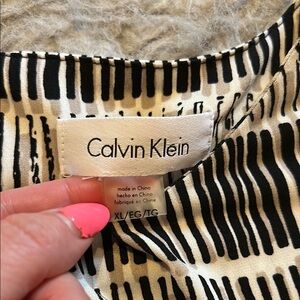 Calvin Klein
made in China
hecho en China
fabriqué en Chine
XL/EG/TG